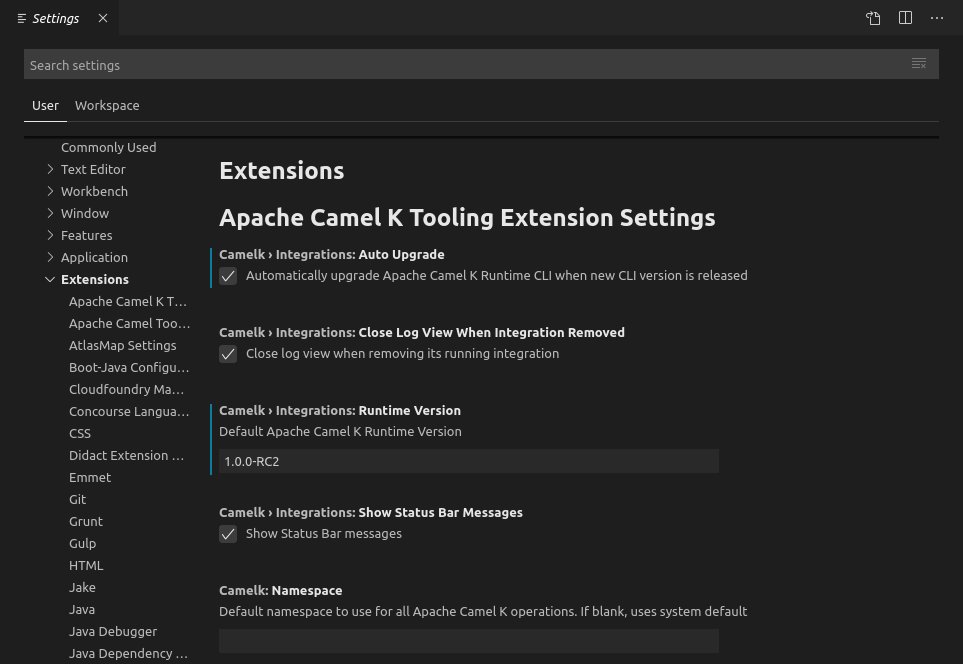 Settings
Search settings
User Workspace
Commonly Used
Text Editor
Workbench
Window
Features
Application
Extensions
Apache Camel K T...
Apache Camel Too...
AtlasMap Settings
Boot-Java Configu...
Cloudfoundry Ma...
Concourse Langua...
CSS
Didact Extension ...
Emmet
Git
Grunt
Gulp
HTML
Jake
Java
Java Debugger
Java Dependency ...
Extensions
Apache Camel K Tooling Extension Settings
Camelk › Integrations: Auto Upgrade
Automatically upgrade Apache Camel K Runtime CLI when new CLI version is released
Camelk › Integrations: Close Log View When Integration Removed
Close log view when removing its running integration
Camelk › Integrations: Runtime Version
Default Apache Camel K Runtime Version
1.0.0-RC2
Camelk › Integrations: Show Status Bar Messages
Show Status Bar messages
Camelk: Namespace
Default namespace to use for all Apache Camel K operations. If blank, uses system default